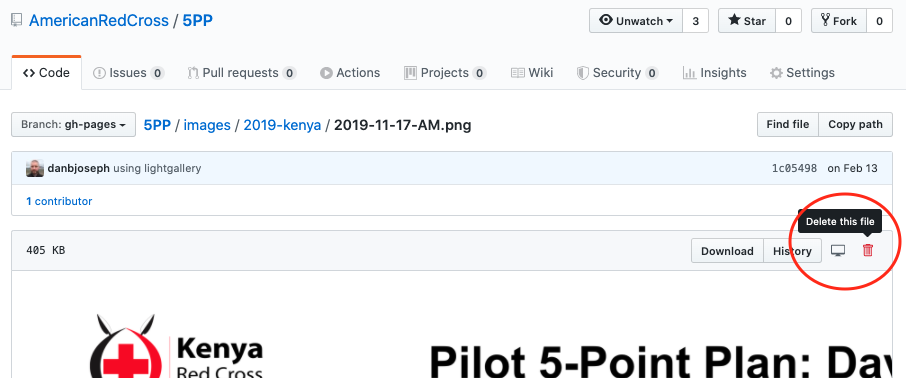 AmericanRedCross / 5PP
Unwatch 3 Star 0 Fork 0
Code Issues 0 Pull requests 0 Actions Projects 0 Wiki Security 0 Insights Settings
Branch: gh-pages 5PP / images / 2019-kenya / 2019-11-17-AM.png Find file Copy path
danbjoseph using lightgallery 1c05498 on Feb 13
1 contributor
Delete this file
405 KB Download History
Kenya
Red Cross
Pilot 5-Point Plan: Dav